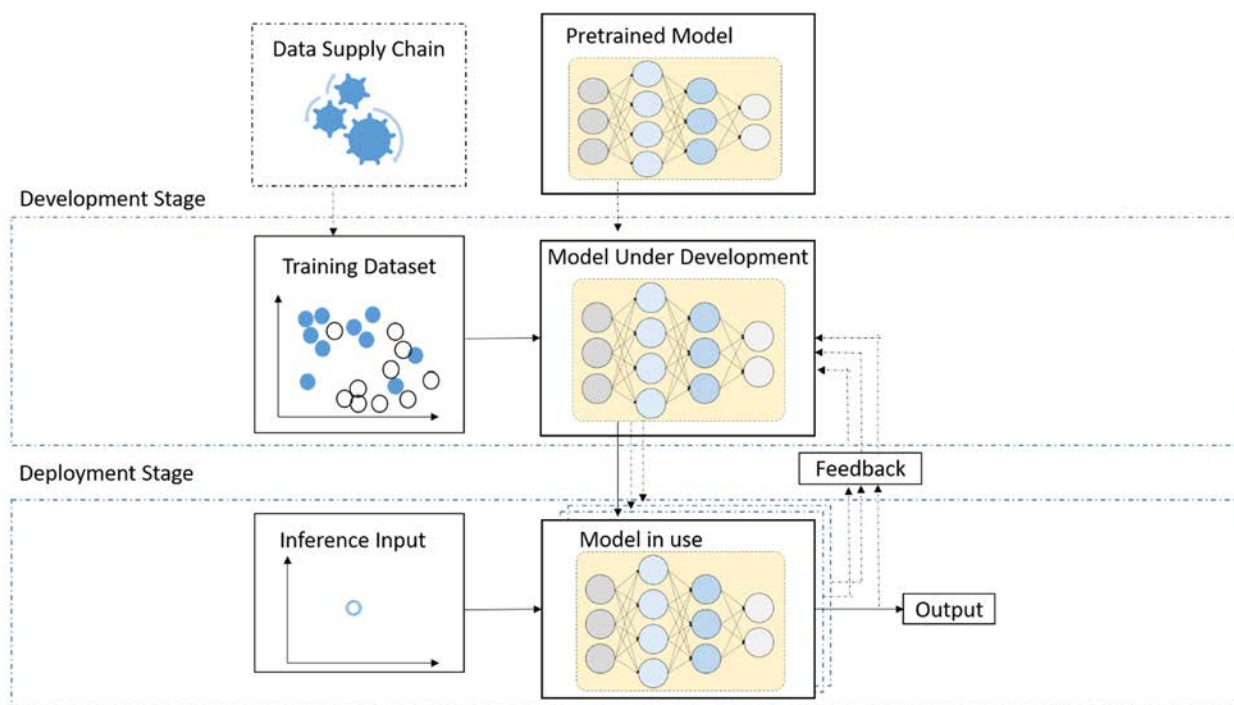 Data Supply Chain
Pretrained Model
Development Stage
Training Dataset
Model Under Development
Deployment Stage
Feedback
Inference Input
Model in use
Output